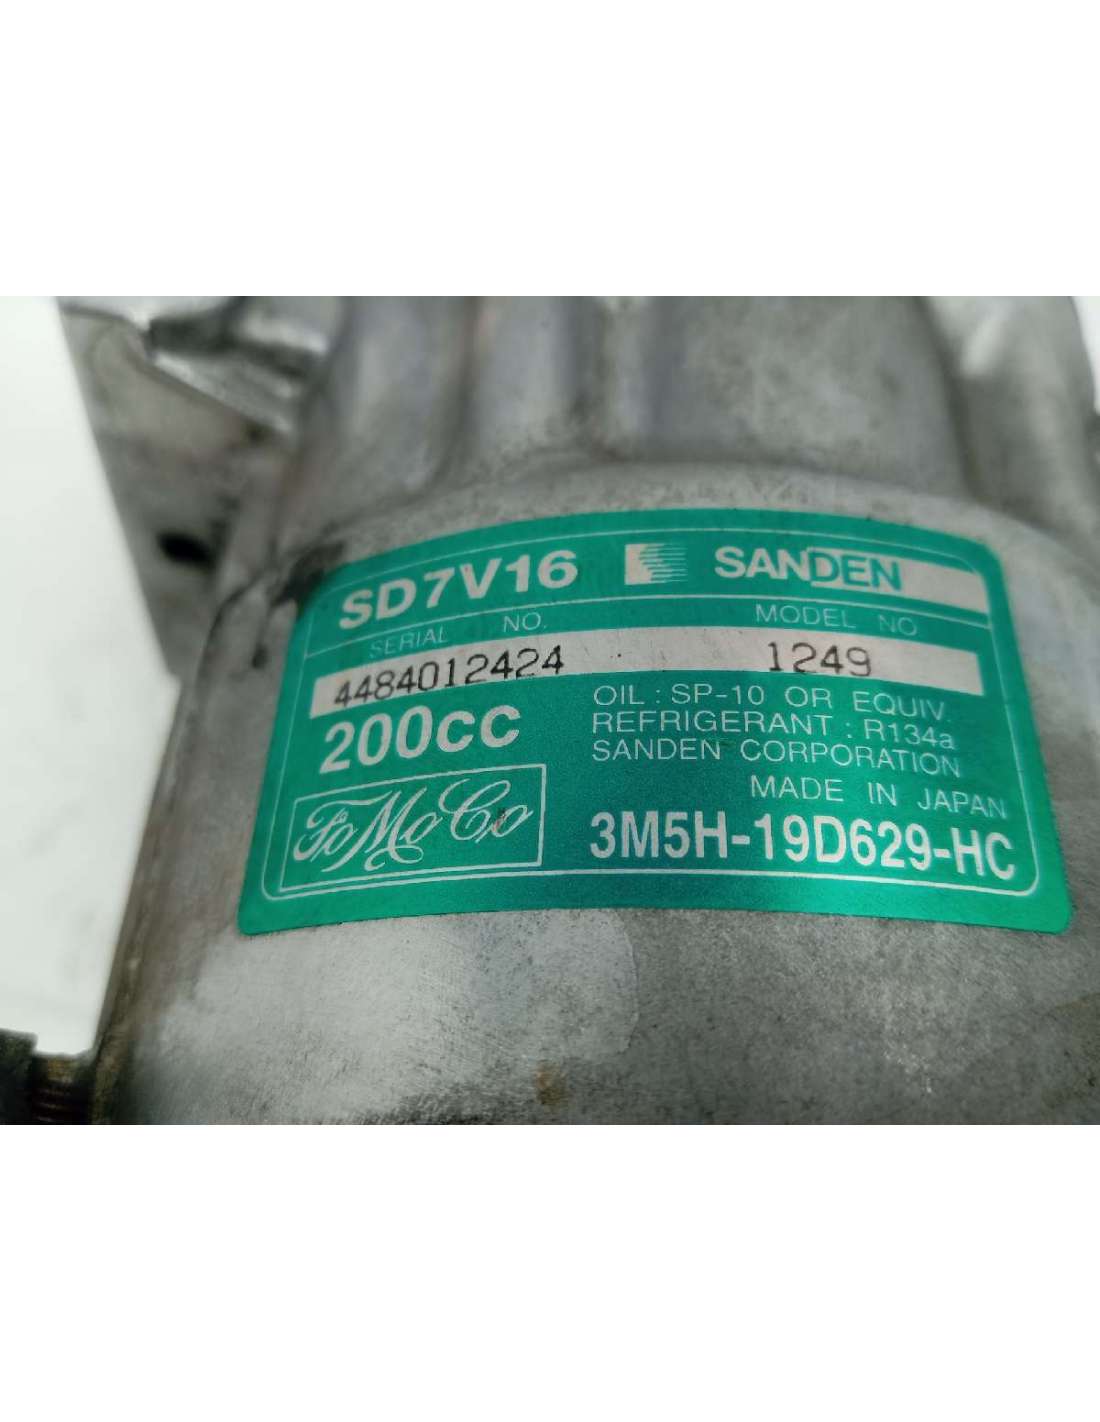 SD7V16 SANDEN
SERIAL NO. MODEL NO
4484012424 1249
200cc
OIL : SP-10 OR EQUIV.
REFRIGERANT : R134a
SANDEN CORPORATION
MADE IN JAPAN
FoMoCo
3M5H-19D629-HC